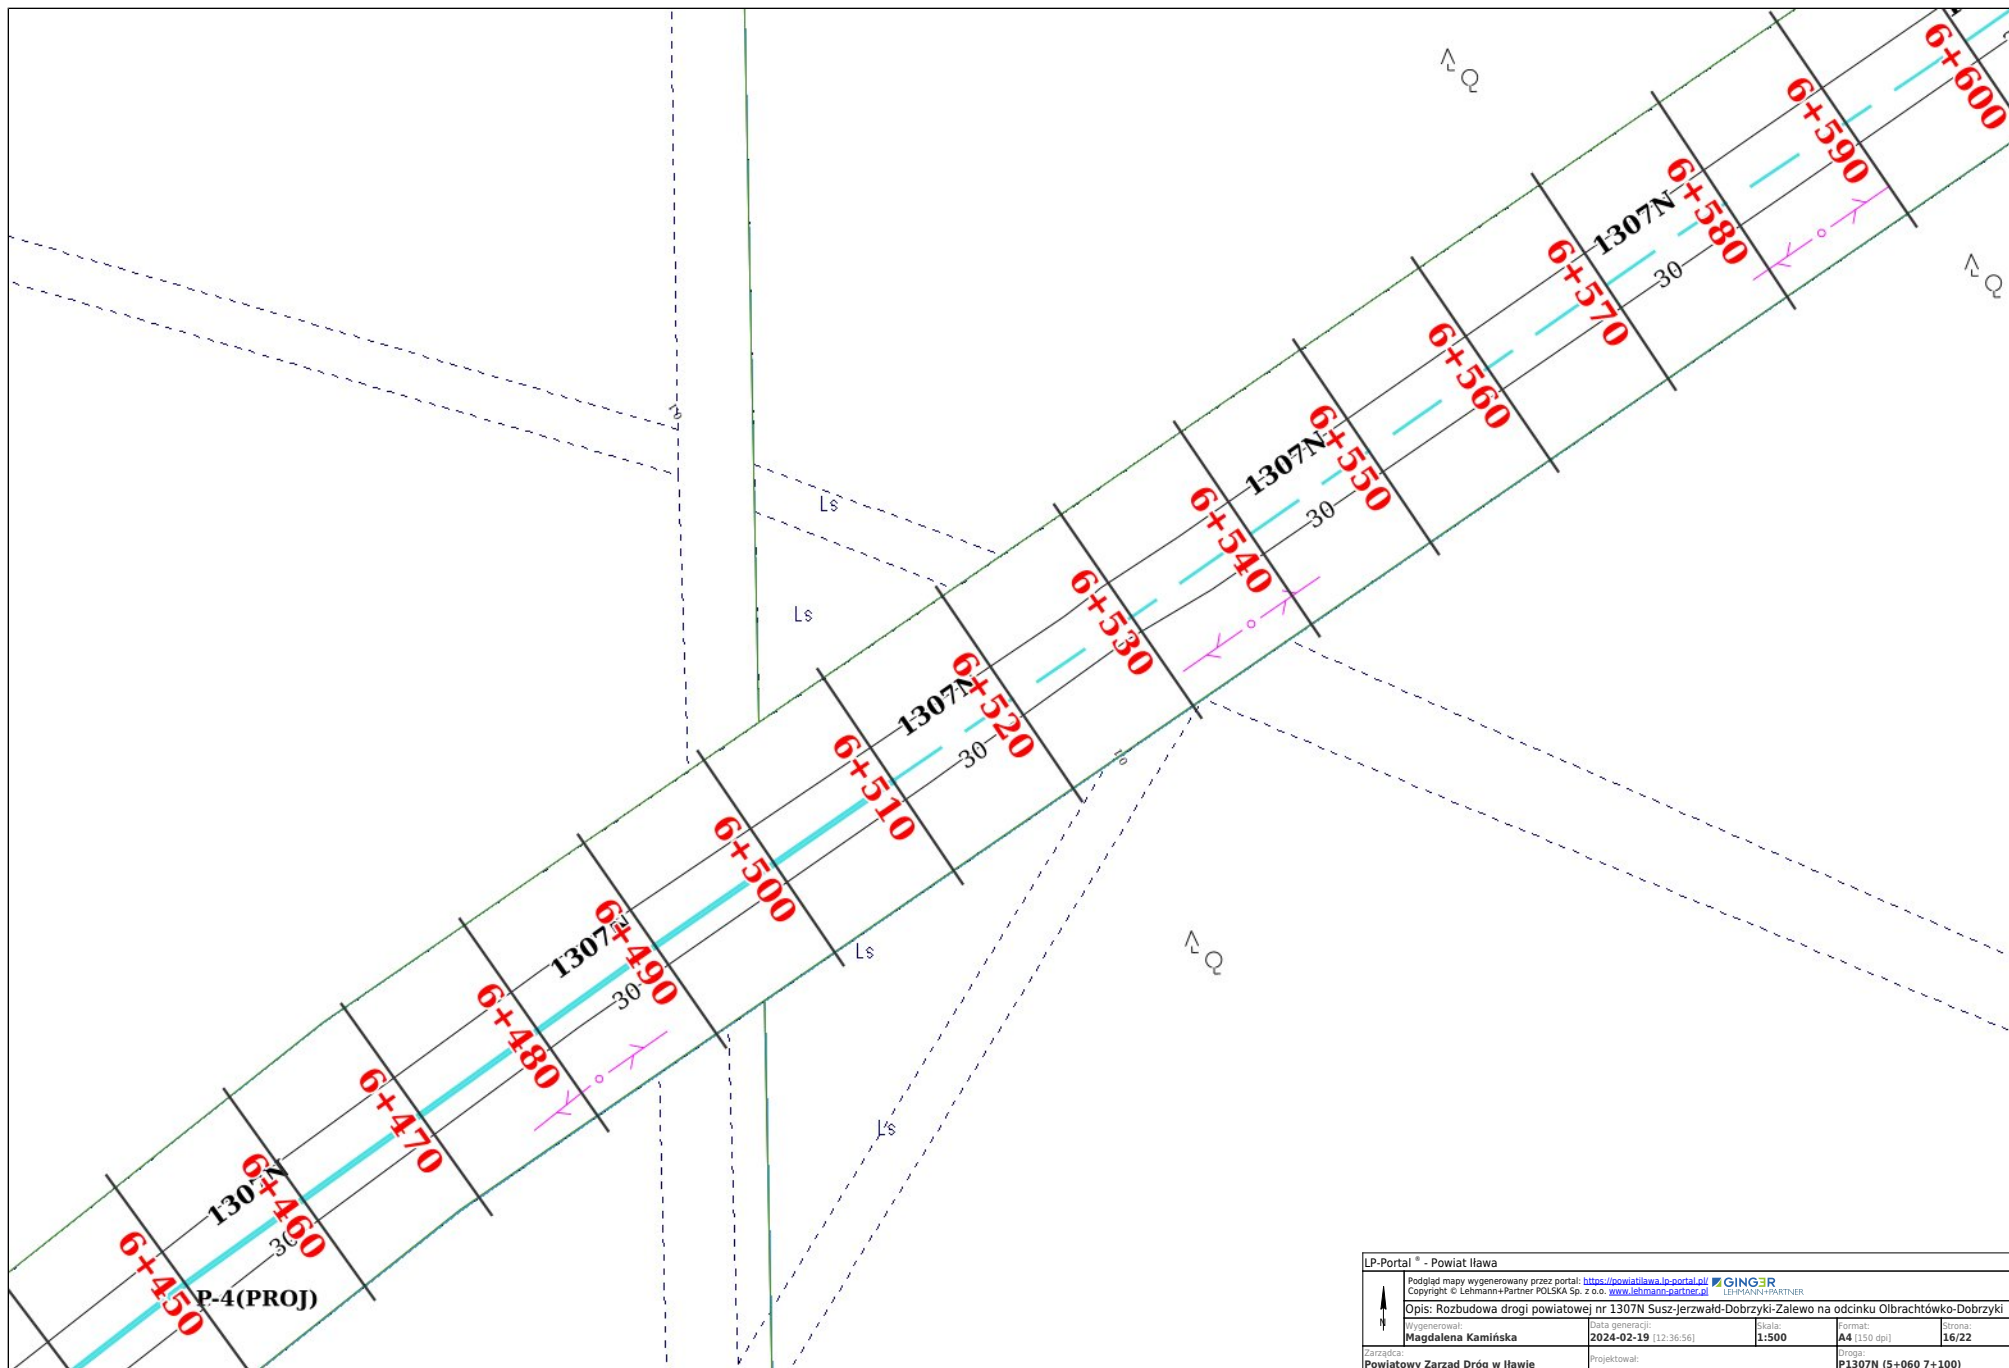 6+600
6+590
6+580
1307N
30
6+570
6+560
6+550
1307N
30
6+540
6+530
6+520
1307N
30
6+510
6+500
6+490
30
6+480
6+470
6+460
6+450
P-4(PROJ)
10
10
Ls
Ls
Ls
Ls
Q
Q
Q
LP-Portal ® - Powiat Iława
Podgląd mapy wygenerowany przez portal: https://powiatilawa.lp-portal.pl/
Copyright © Lehmann+Partner POLSKA Sp. z o.o. www.lehmann-partner.pl
GINGER
LEHMANN+PARTNER
N
Opis: Rozbudowa drogi powiatowej nr 1307N Susz-Jerzwałd-Dobrzyki-Zalewo na odcinku Olbrachtówko-Dobrzyki
Wygenerował:
Magdalena Kamińska
Data generacji:
2024-02-19 [12:36:56]
Skala:
1:500
Format:
A4 [150 dpi]
Strona:
16/22
Zarządca:
Powiatowy Zarząd Dróg w Iławie
Projektował:
Droga:
P1307N (5+060 7+100)